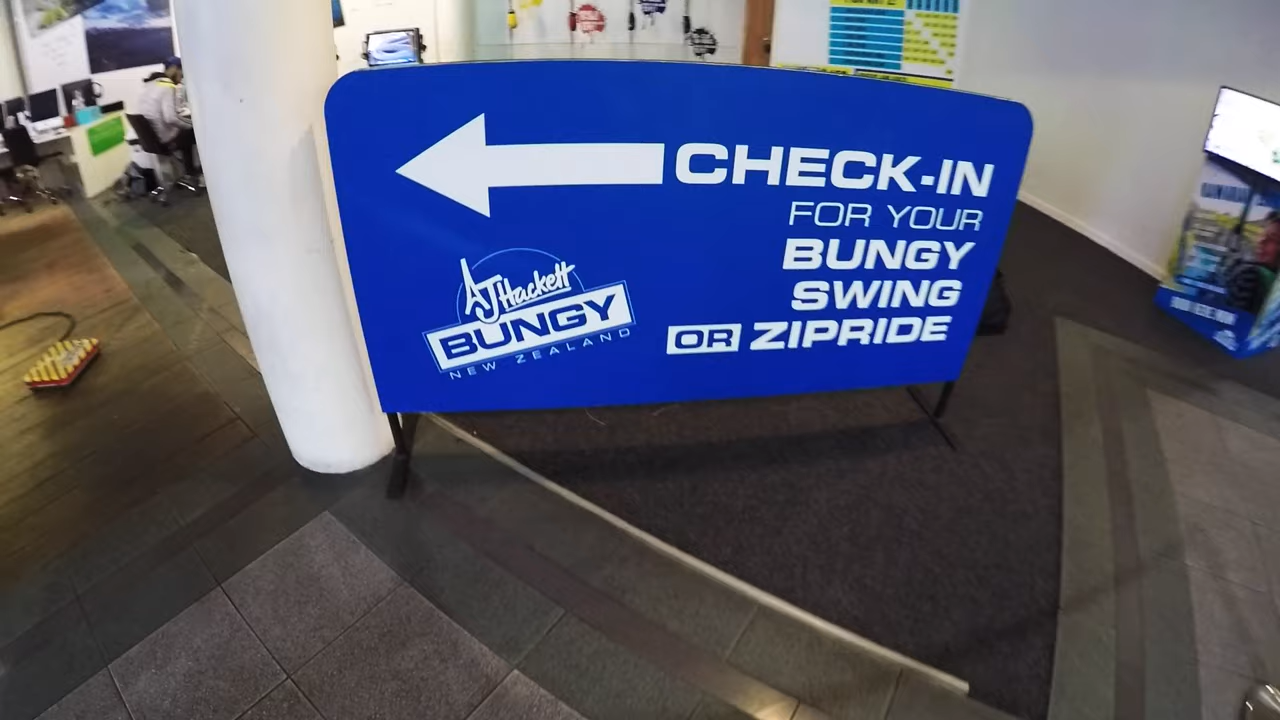 CHECK-IN
FOR YOUR
BUNGY
SWING
OR ZIPRIDE
AJ Hackett
BUNGY
NEW ZEALAND